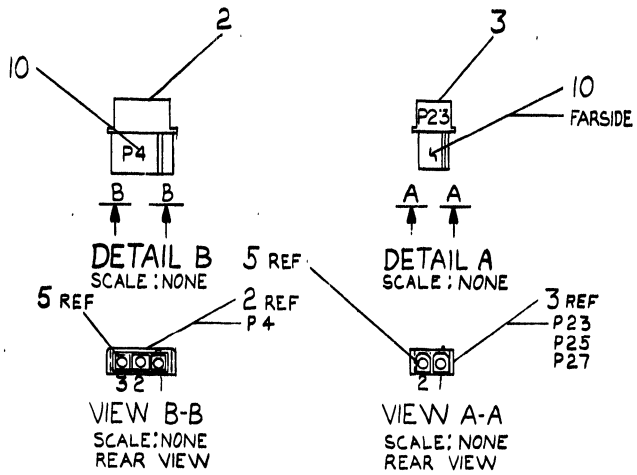 2
10
P4
B B
DETAIL B
SCALE: NONE
3
P23
10
FARSIDE
A A
DETAIL A
SCALE: NONE
5 REF
2 REF
P4
3 2 1
VIEW B-B
SCALE: NONE
REAR VIEW
5 REF
3 REF
P23
P25
P27
2 1
VIEW A-A
SCALE: NONE
REAR VIEW